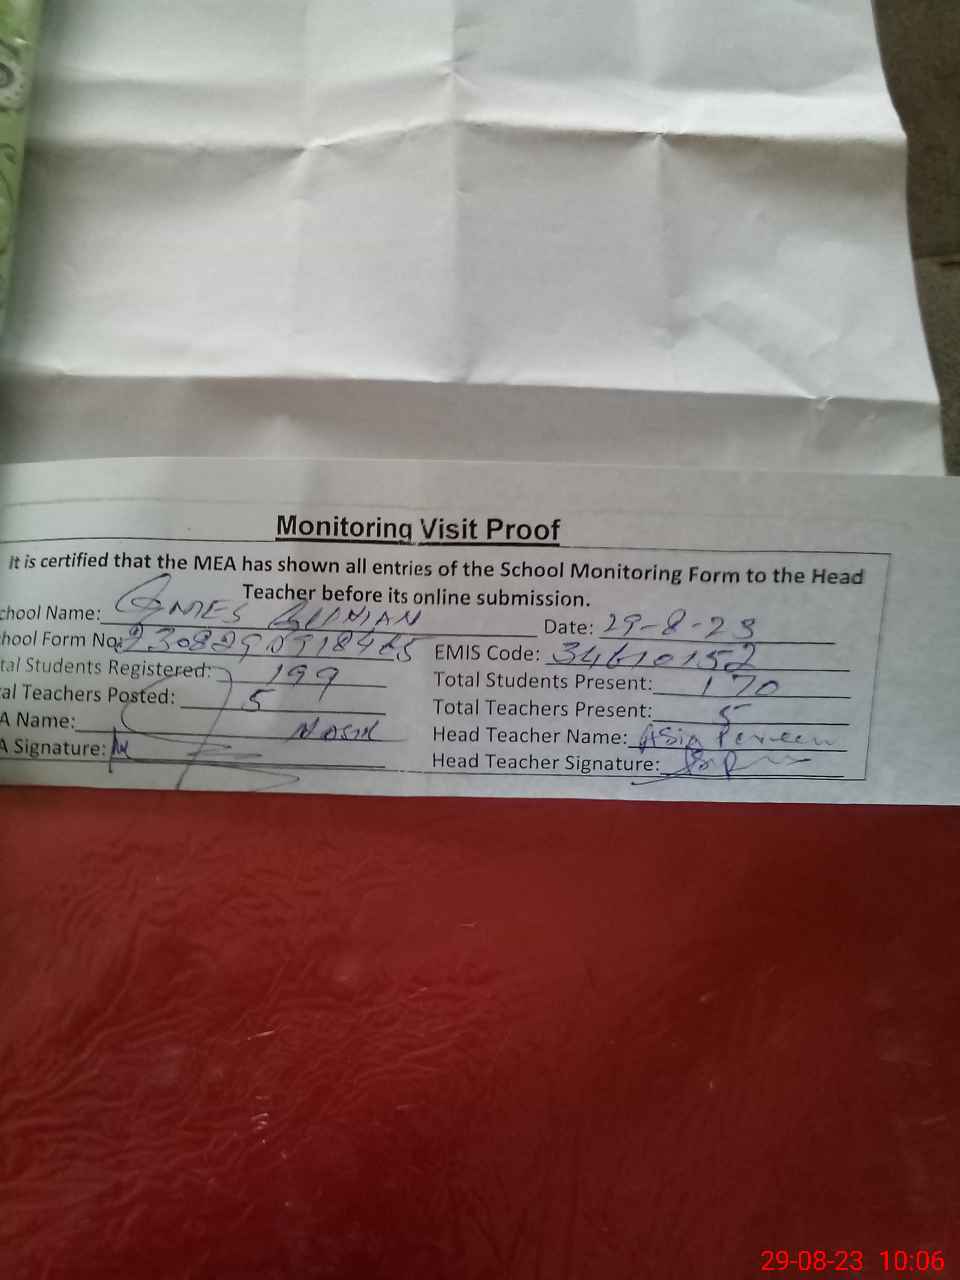 Monitoring Visit Proof
It is certified that the MEA has shown all entries of the School Monitoring Form to the Head
Teacher before its online submission.
chool Name: GMES
Date: 29-8-23
hool Form No:
EMIS Code: 34610152
tal Students Registered: 199
Total Students Present: 170
al Teachers Posted: 5
Total Teachers Present: 5
A Name:
Head Teacher Name: Asia Perveen
A Signature:
Head Teacher Signature:
29-08-23 10:06